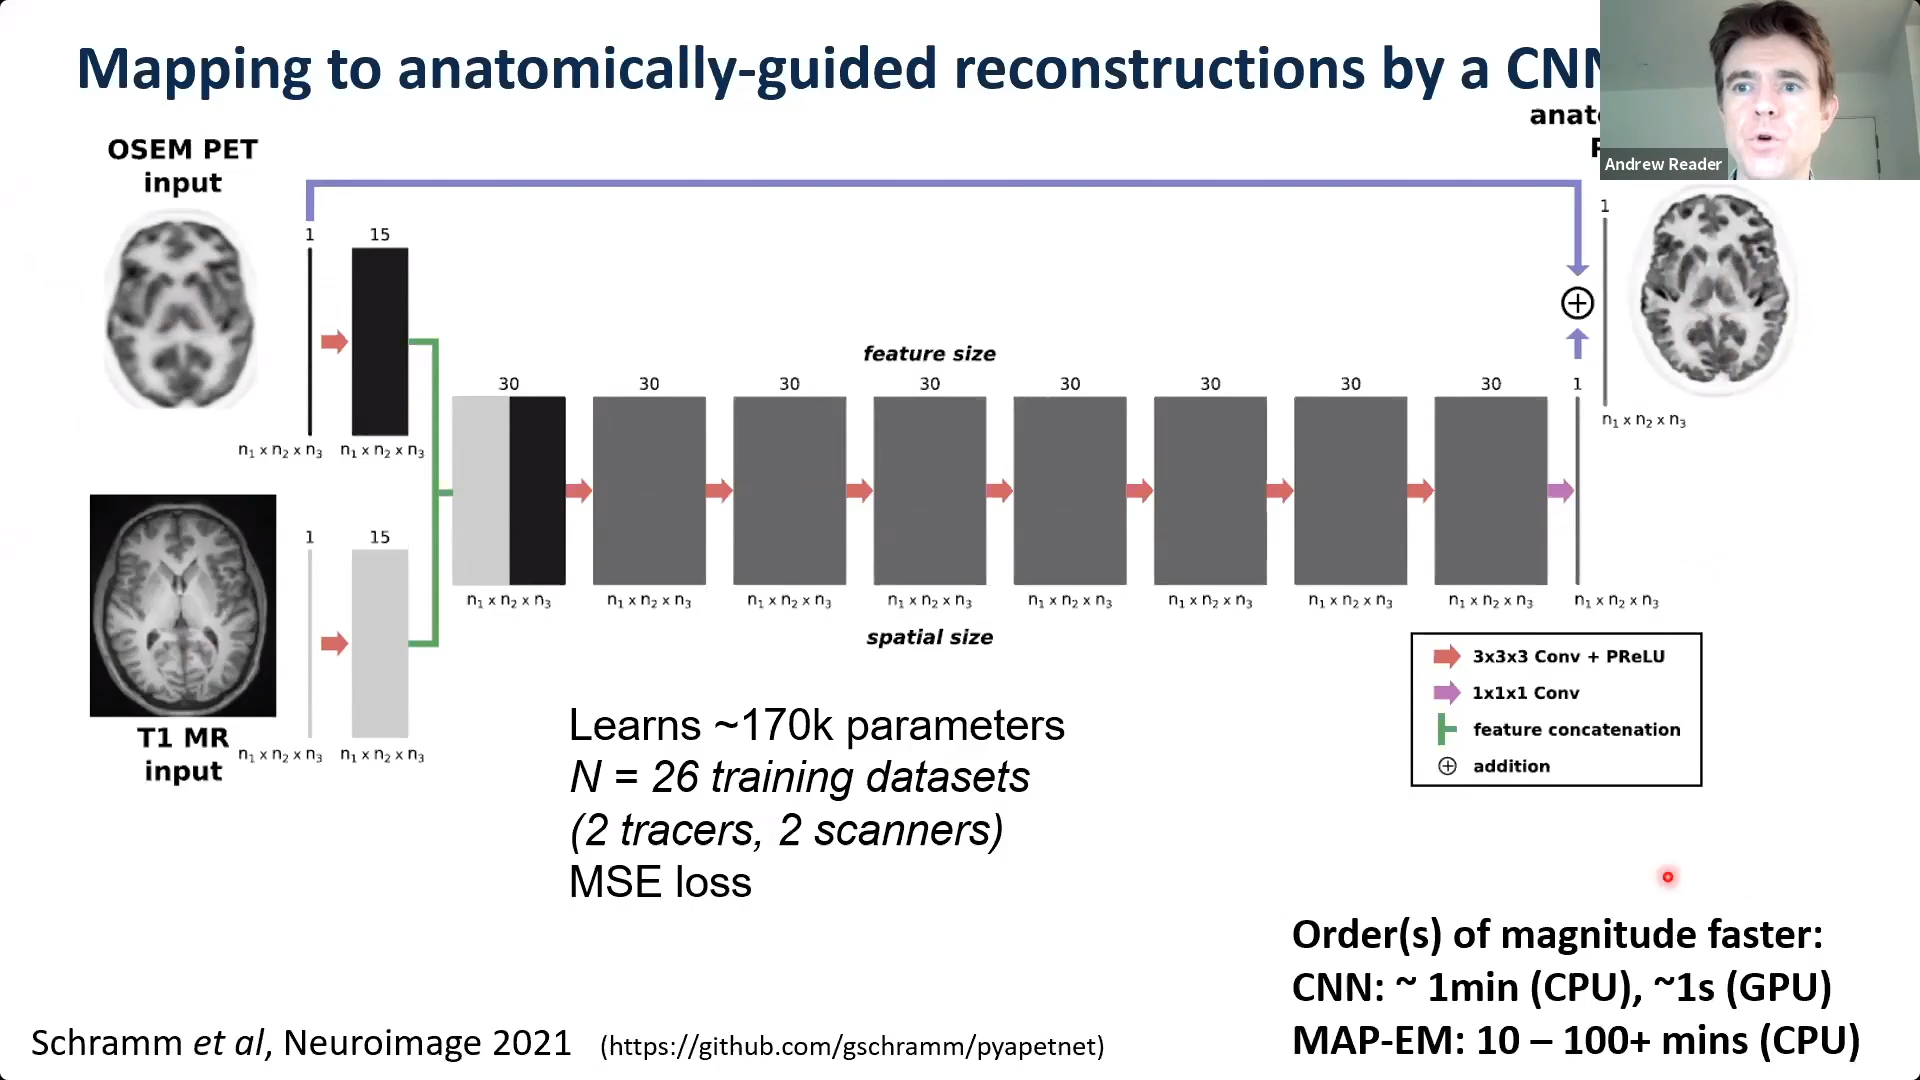 Mapping to anatomically-guided reconstructions by a CNN
Andrew Reader
OSEM PET
input
1
15
n₁ x n₂ x n₃
n₁ x n₂ x n₃
T1 MR
input
1
15
n₁ x n₂ x n₃
n₁ x n₂ x n₃
feature size
30
30
30
30
30
30
30
30
1
n₁ x n₂ x n₃
n₁ x n₂ x n₃
n₁ x n₂ x n₃
n₁ x n₂ x n₃
n₁ x n₂ x n₃
n₁ x n₂ x n₃
n₁ x n₂ x n₃
n₁ x n₂ x n₃
n₁ x n₂ x n₃
spatial size
1
n₁ x n₂ x n₃
3x3x3 Conv + PReLU
1x1x1 Conv
feature concatenation
addition
Learns ~170k parameters
N = 26 training datasets
(2 tracers, 2 scanners)
MSE loss
Order(s) of magnitude faster:
CNN: ~ 1min (CPU), ~1s (GPU)
MAP-EM: 10 – 100+ mins (CPU)
Schramm et al, Neuroimage 2021 (https://github.com/gschramm/pyapetnet)